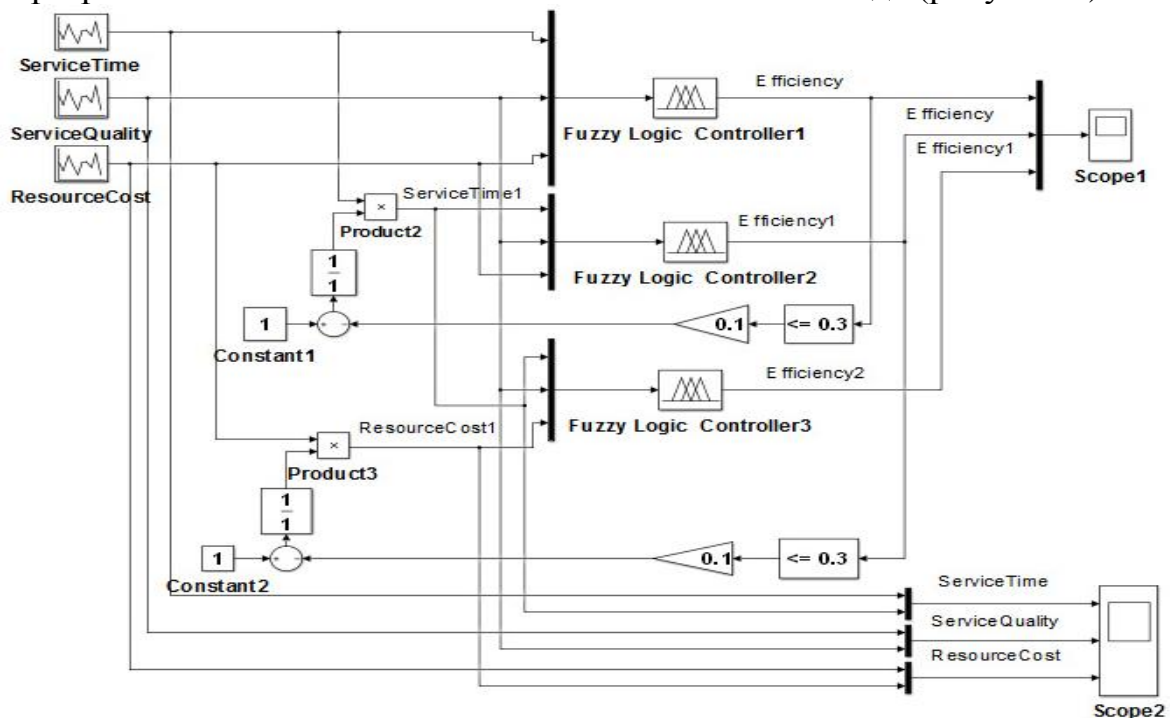 ServiceTime
ServiceQuality
ResourceCost
Efficiency
Fuzzy Logic Controller1
Efficiency
Efficiency1
Scope1
ServiceTime1
×
Product2
Efficiency1
Fuzzy Logic Controller2
1
1
1
Constant1
0.1
<= 0.3
Efficiency2
Fuzzy Logic Controller3
ResourceCost1
×
Product3
1
1
1
Constant2
0.1
<= 0.3
ServiceTime
ServiceQuality
ResourceCost
Scope2